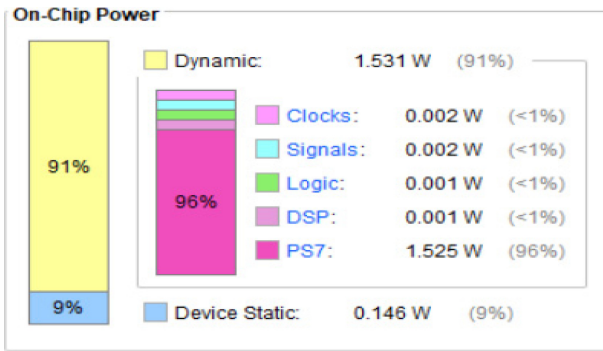 On-Chip Power
Dynamic: 1.531 W (91%)
Clocks: 0.002 W (<1%)
Signals: 0.002 W (<1%)
91%
Logic: 0.001 W (<1%)
96%
DSP: 0.001 W (<1%)
PS7: 1.525 W (96%)
9%
Device Static: 0.146 W (9%)